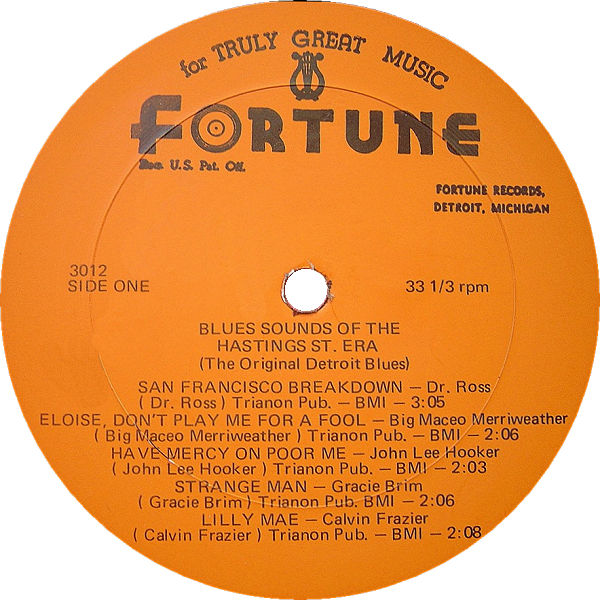 for TRULY GREAT MUSIC
FORTUNE
Reg. U.S. Pat. Off.
FORTUNE RECORDS,
DETROIT, MICHIGAN
3012
SIDE ONE
33 1/3 rpm
BLUES SOUNDS OF THE
HASTINGS ST. ERA
(The Original Detroit Blues)
SAN FRANCISCO BREAKDOWN — Dr. Ross
( Dr. Ross ) Trianon Pub. — BMI — 3:05
ELOISE, DON'T PLAY ME FOR A FOOL — Big Maceo Merriweather
( Big Maceo Merriweather ) Trianon Pub. — BMI — 2:06
HAVE MERCY ON POOR ME — John Lee Hooker
( John Lee Hooker ) Trianon Pub. — BMI — 2:03
STRANGE MAN — Gracie Brim
( Gracie Brim ) Trianon Pub. BMI — 2:06
LILLY MAE — Calvin Frazier
( Calvin Frazier ) Trianon Pub. — BMI — 2:08